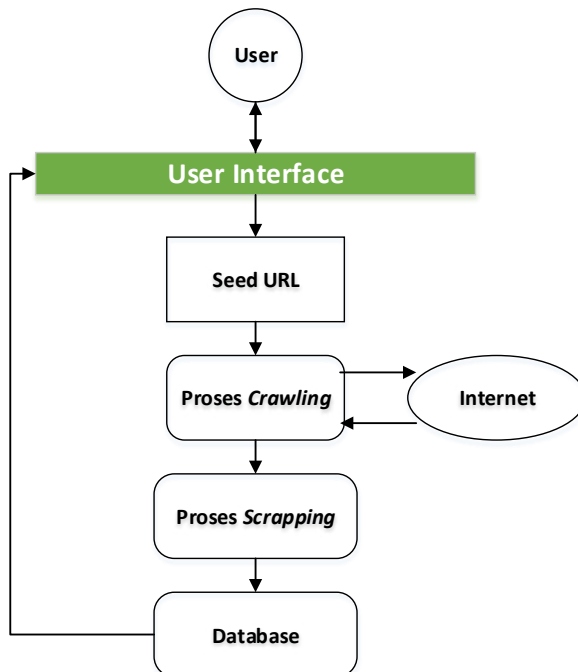 User
User Interface
Seed URL
Proses Crawling
Internet
Proses Scrapping
Database